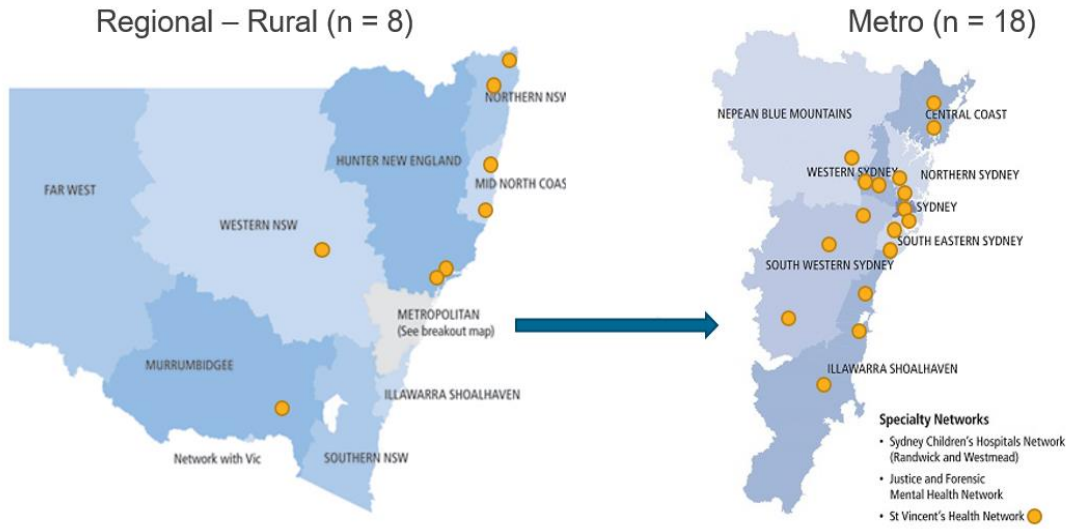 Regional – Rural (n = 8)
Metro (n = 18)
NORTHERN NSW
HUNTER NEW ENGLAND
MID NORTH COAS
FAR WEST
WESTERN NSW
METROPOLITAN
(See breakout map)
MURRUMBIDGEE
ILLAWARRA SHOALHAVEN
Network with Vic
SOUTHERN NSW
NEPEAN BLUE MOUNTAINS
CENTRAL COAST
WESTERN SYDNEY
NORTHERN SYDNEY
SYDNEY
SOUTH EASTERN SYDNEY
SOUTH WESTERN SYDNEY
ILLAWARRA SHOALHAVEN
Specialty Networks
• Sydney Children's Hospitals Network
(Randwick and Westmead)
• Justice and Forensic
Mental Health Network
• St Vincent's Health Network